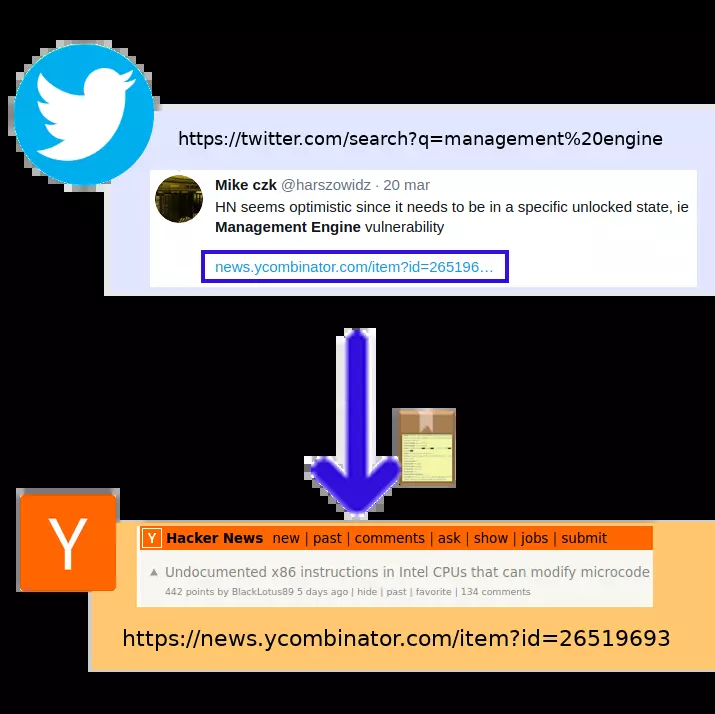 https://twitter.com/search?q=management%20engine
Mike czk @harszowidz · 20 mar
HN seems optimistic since it needs to be in a specific unlocked state, ie
Management Engine vulnerability
news.ycombinator.com/item?id=265196…
Y
Y Hacker News new | past | comments | ask | show | jobs | submit
▲ Undocumented x86 instructions in Intel CPUs that can modify microcode
442 points by BlackLotus89 5 days ago | hide | past | favorite | 134 comments
https://news.ycombinator.com/item?id=26519693